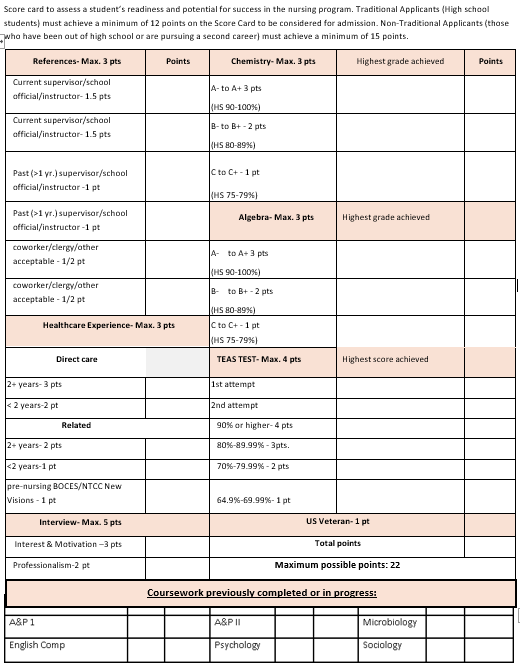 Score card to assess a student's readiness and potential for success in the nursing program. Traditional Applicants (High school
students) must achieve a minimum of 12 points on the Score Card to be considered for admission. Non-Traditional Applicants (those
who have been out of high school or are pursuing a second career) must achieve a minimum of 15 points.
References- Max. 3 pts Points Chemistry- Max. 3 pts Highest grade achieved Points
Current supervisor/school
official/instructor- 1.5 pts
A- to A+ 3 pts
(HS 90-100%)
Current supervisor/school
official/instructor- 1.5 pts
B- to B+ - 2 pts
(HS 80-89%)
Past (>1 yr.) supervisor/school
official/instructor -1 pt
C to C+ - 1 pt
(HS 75-79%)
Past (>1 yr.) supervisor/school
official/instructor -1 pt
Algebra- Max. 3 pts Highest grade achieved
coworker/clergy/other
acceptable - 1/2 pt
A- to A+ 3 pts
(HS 90-100%)
coworker/clergy/other
acceptable - 1/2 pt
B- to B+ - 2 pts
(HS 80-89%)
Healthcare Experience- Max. 3 pts
C to C+ - 1 pt
(HS 75-79%)
Direct care TEAS TEST- Max. 4 pts Highest score achieved
2+ years- 3 pts 1st attempt
< 2 years-2 pt 2nd attempt
Related 90% or higher- 4 pts
2+ years- 2 pts 80%-89.99% - 3pts.
<2 years-1 pt 70%-79.99% - 2 pts
pre-nursing BOCES/NTCC New
Visions - 1 pt
64.9%-69.99%- 1 pt
Interview- Max. 5 pts US Veteran- 1 pt
Interest & Motivation –3 pts Total points
Professionalism-2 pt Maximum possible points: 22
Coursework previously completed or in progress:
A&P 1 A&P II Microbiology
English Comp Psychology Sociology